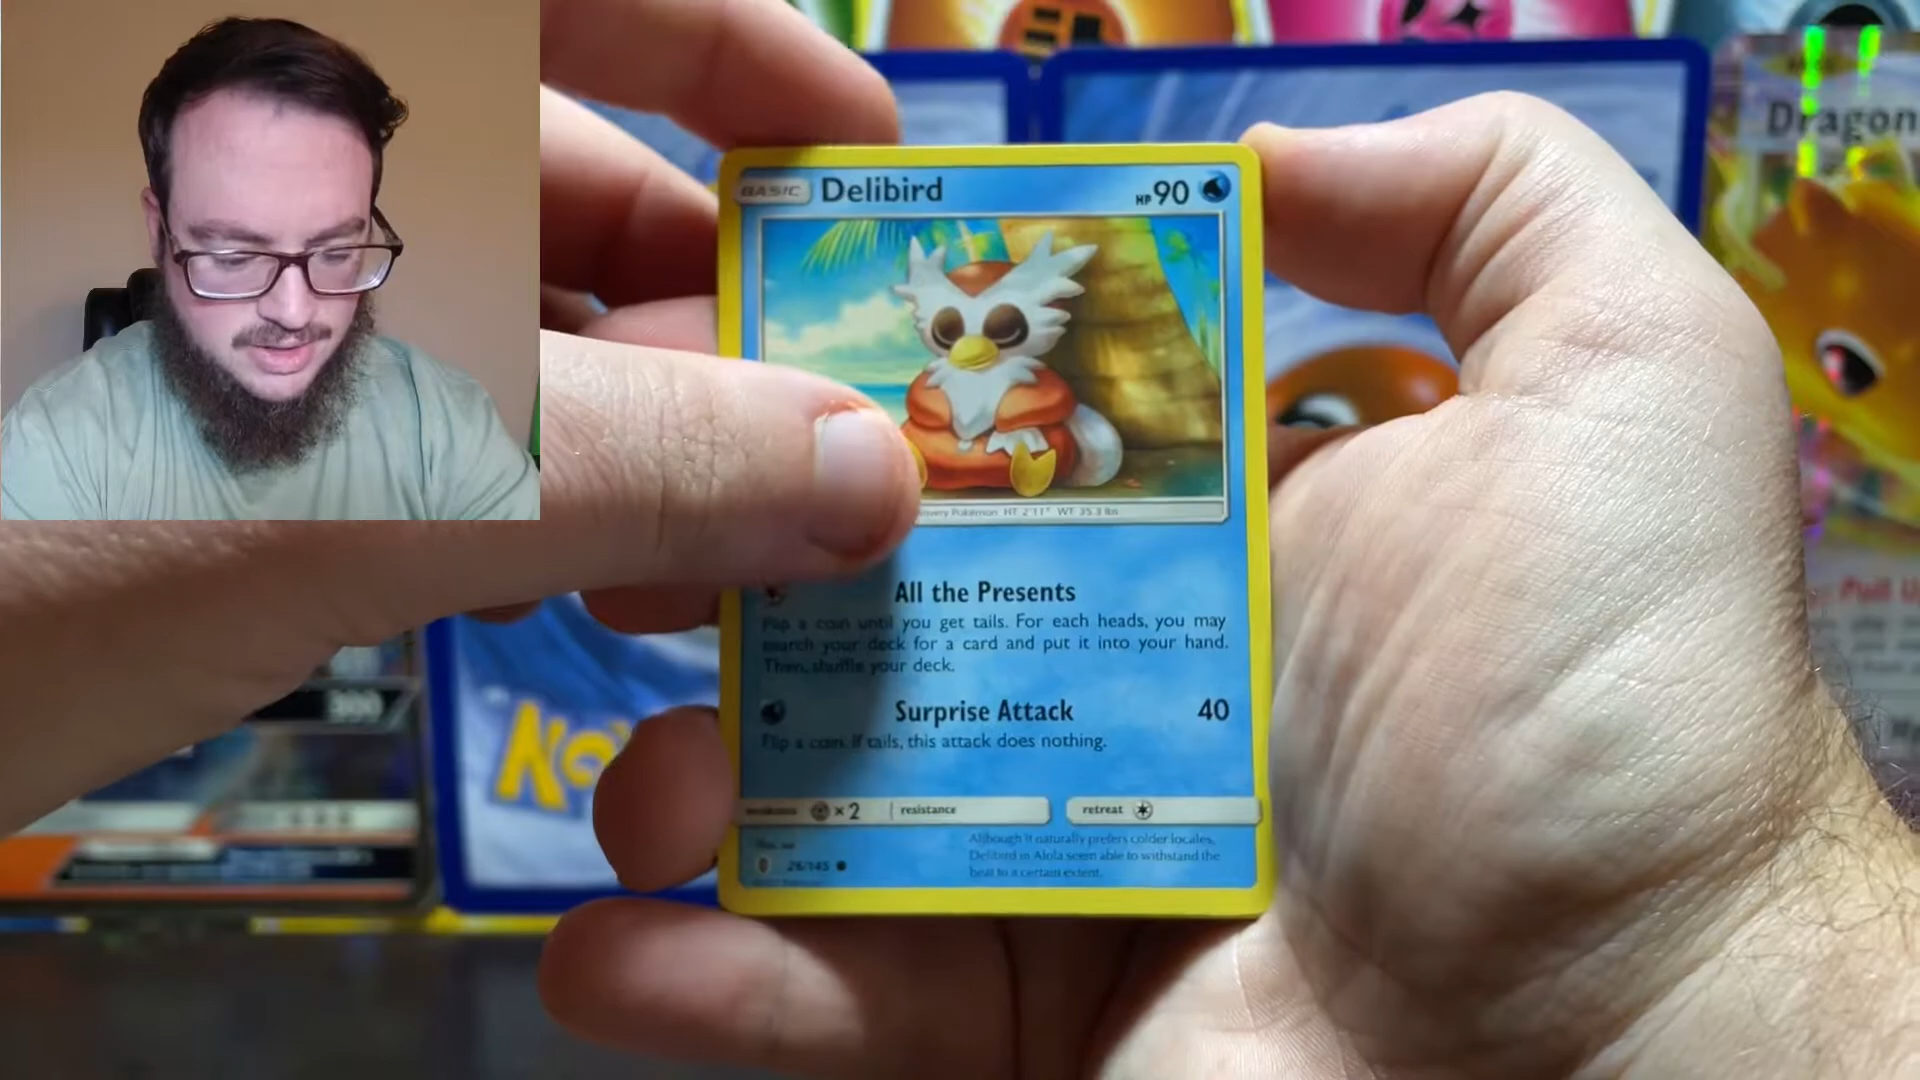 BASIC Delibird HP 90
Dragon
HT: 2'11" WT: 35.3 lbs
All the Presents
Flip a coin until you get tails. For each heads, you may
search your deck for a card and put it into your hand.
Then, shuffle your deck.
Surprise Attack 40
Flip a coin. If tails, this attack does nothing.
weakness ×2 resistance retreat
Although it naturally prefers colder locales,
Delibird in Alola seem able to withstand the
heat to a certain extent.
26/145
300
Pull U